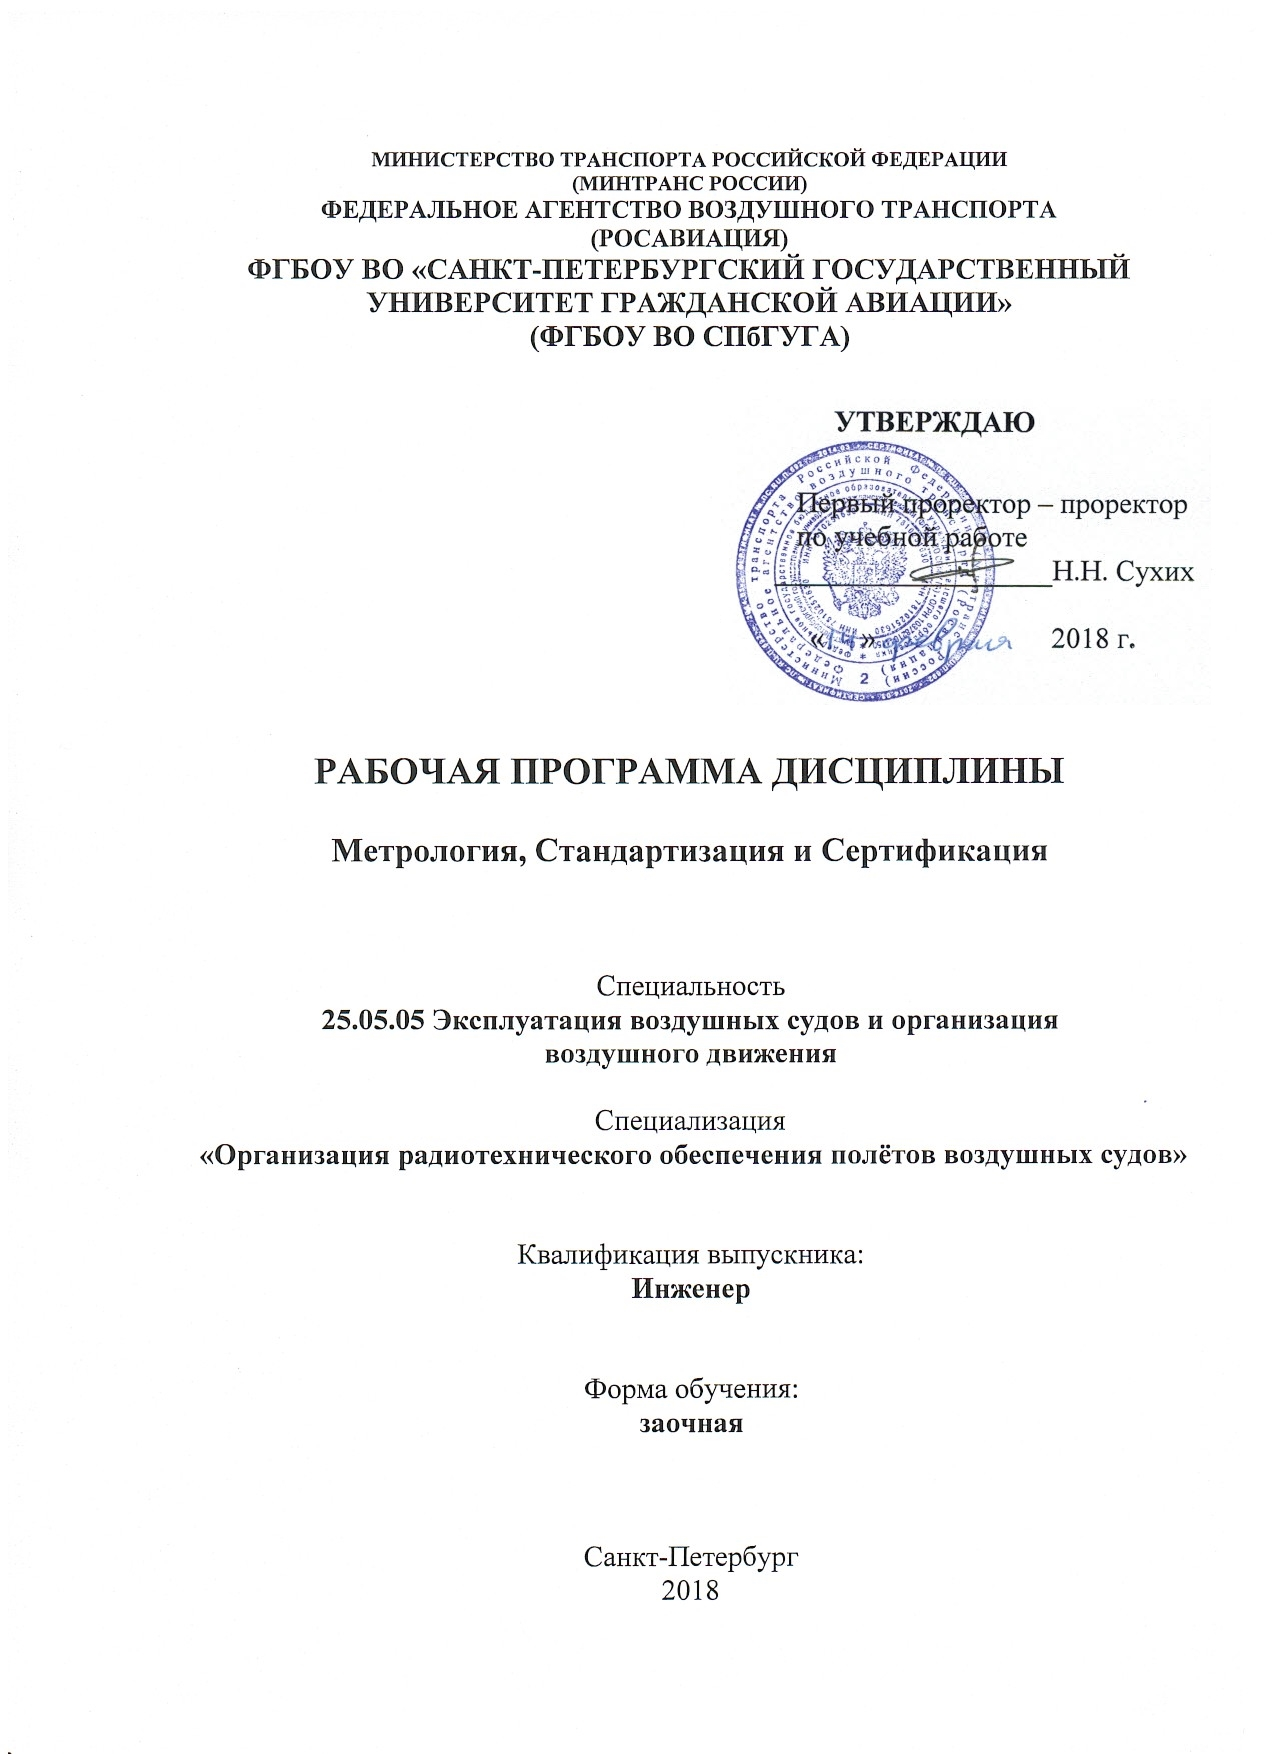 МИНИСТЕРСТВО ТРАНСПОРТА РОССИЙСКОЙ ФЕДЕРАЦИИ
(МИНТРАНС РОССИИ)
ФЕДЕРАЛЬНОЕ АГЕНТСТВО ВОЗДУШНОГО ТРАНСПОРТА
(РОСАВИАЦИЯ)
ФГБОУ ВО «САНКТ-ПЕТЕРБУРГСКИЙ ГОСУДАРСТВЕННЫЙ
УНИВЕРСИТЕТ ГРАЖДАНСКОЙ АВИАЦИИ»
(ФГБОУ ВО СПбГУГА)
УТВЕРЖДАЮ
Первый проректор – проректор
по учебной работе
Н.Н. Сухих
« » февраля 2018 г.
РАБОЧАЯ ПРОГРАММА ДИСЦИПЛИНЫ
Метрология, Стандартизация и Сертификация
Специальность
25.05.05 Эксплуатация воздушных судов и организация
воздушного движения
Специализация
«Организация радиотехнического обеспечения полётов воздушных судов»
Квалификация выпускника:
Инженер
Форма обучения:
заочная
Санкт-Петербург
2018